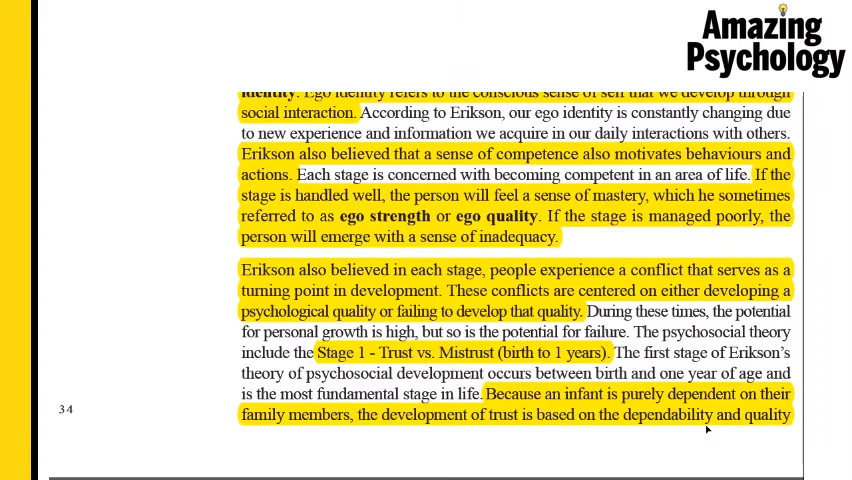 Amazing
Psychology
identity. Ego identity refers to the conscious sense of self that we develop through
social interaction. According to Erikson, our ego identity is constantly changing due
to new experience and information we acquire in our daily interactions with others.
Erikson also believed that a sense of competence also motivates behaviours and
actions. Each stage is concerned with becoming competent in an area of life. If the
stage is handled well, the person will feel a sense of mastery, which he sometimes
referred to as ego strength or ego quality. If the stage is managed poorly, the
person will emerge with a sense of inadequacy.
Erikson also believed in each stage, people experience a conflict that serves as a
turning point in development. These conflicts are centered on either developing a
psychological quality or failing to develop that quality. During these times, the potential
for personal growth is high, but so is the potential for failure. The psychosocial theory
include the Stage 1 - Trust vs. Mistrust (birth to 1 years). The first stage of Erikson's
theory of psychosocial development occurs between birth and one year of age and
is the most fundamental stage in life. Because an infant is purely dependent on their
family members, the development of trust is based on the dependability and quality
34